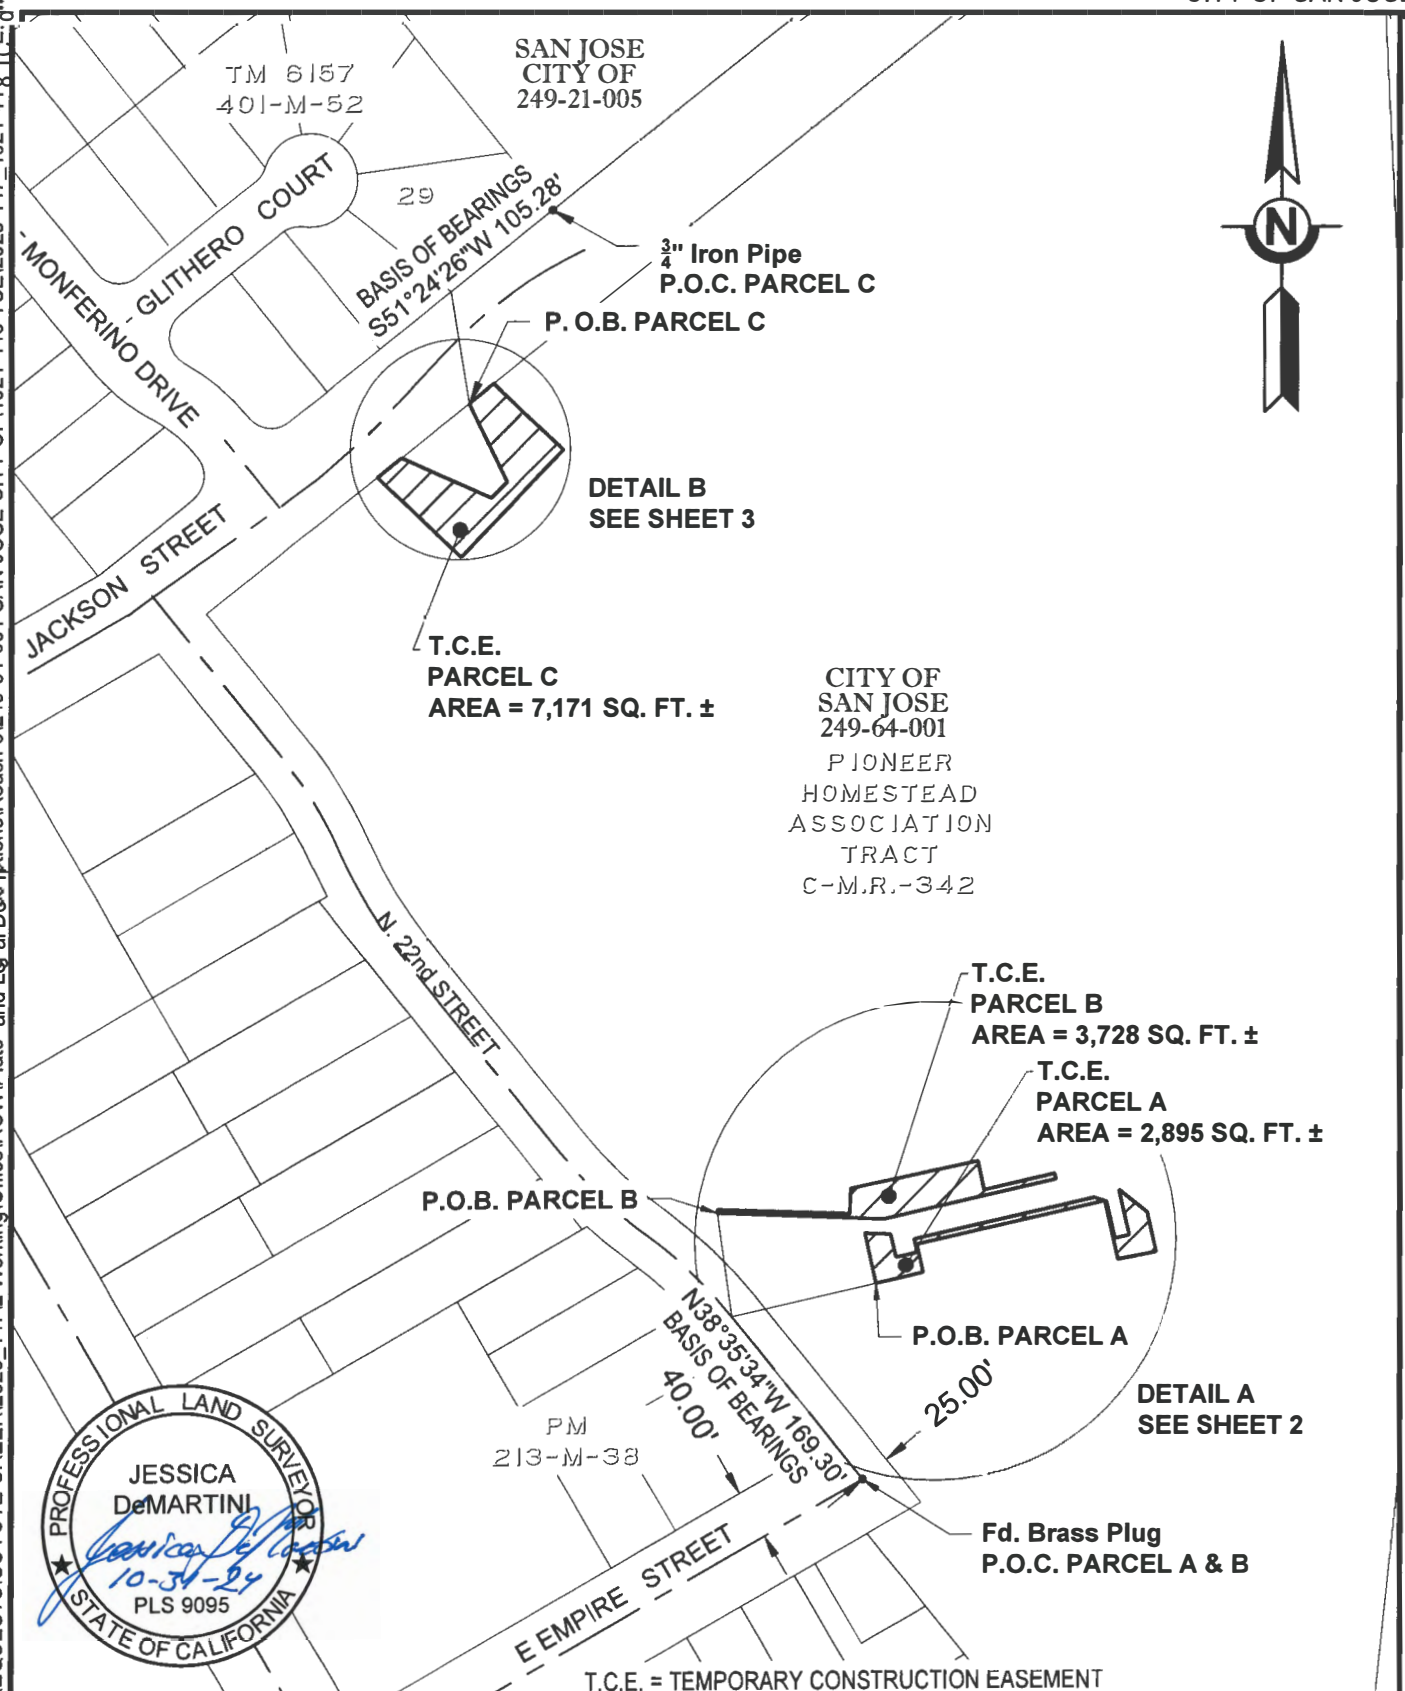 TM 6157
401-M-52
SAN JOSE
CITY OF
249-21-005
N
GLITHERO COURT
29
MONFERINO DRIVE
BASIS OF BEARINGS
S51°24'26"W 105.28'
3/4" Iron Pipe
P.O.C. PARCEL C
P. O.B. PARCEL C
DETAIL B
SEE SHEET 3
JACKSON STREET
T.C.E.
PARCEL C
AREA = 7,171 SQ. FT. ±
CITY OF
SAN JOSE
249-64-001
PIONEER
HOMESTEAD
ASSOCIATION
TRACT
C-M.R.-342
N. 22nd STREET
T.C.E.
PARCEL B
AREA = 3,728 SQ. FT. ±
T.C.E.
PARCEL A
AREA = 2,895 SQ. FT. ±
P.O.B. PARCEL B
P.O.B. PARCEL A
N38°35'34"W 169.30'
BASIS OF BEARINGS
40.00'
25.00'
DETAIL A
SEE SHEET 2
PM
213-M-38
PROFESSIONAL LAND SURVEYOR
JESSICA
DeMARTINI
Jessica DeMartini
10-31-24
PLS 9095
STATE OF CALIFORNIA
Fd. Brass Plug
P.O.C. PARCEL A & B
E EMPIRE STREET
T.C.E. = TEMPORARY CONSTRUCTION EASEMENT